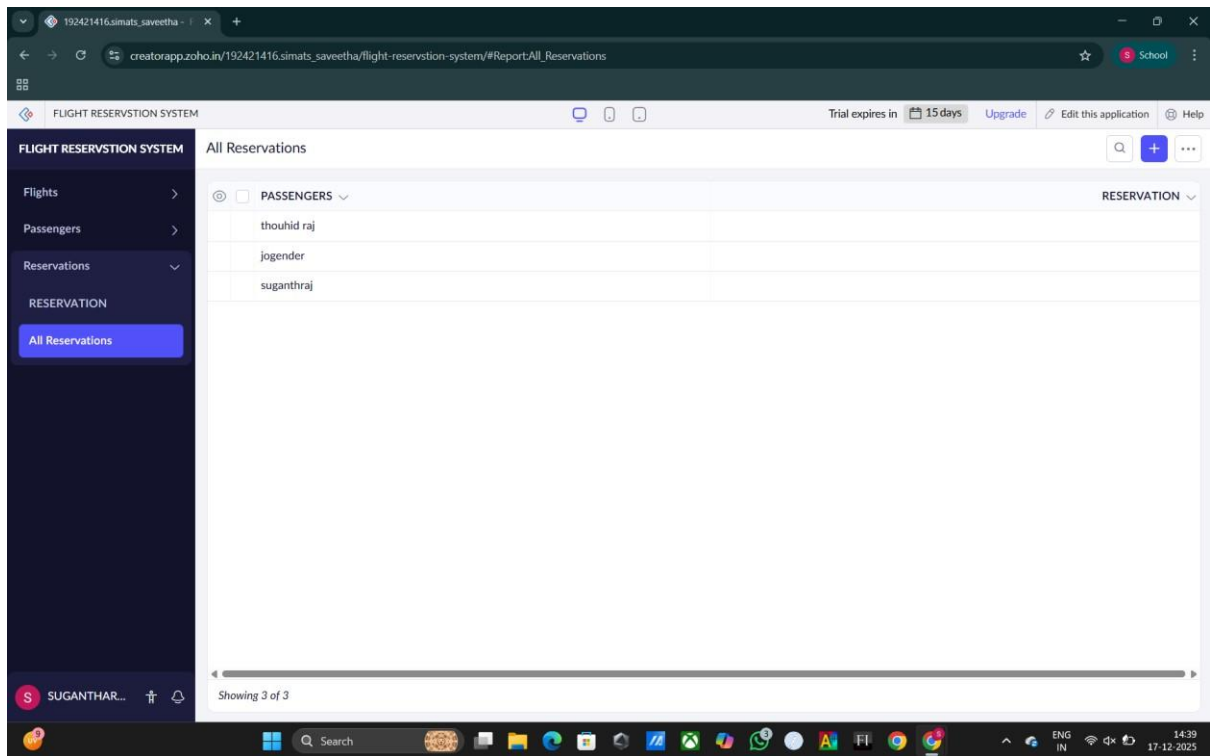 192421416.simats_saveetha -
creatorapp.zoho.in/192421416.simats_saveetha/flight-reservstion-system/#Report:All_Reservations
S School
FLIGHT RESERVSTION SYSTEM
Trial expires in 15 days Upgrade Edit this application Help
FLIGHT RESERVSTION SYSTEM
All Reservations
Flights
Passengers
Reservations
RESERVATION
All Reservations
PASSENGERS RESERVATION
thouhid raj
jogender
suganthraj
S SUGANTHAR...
Showing 3 of 3
Search
ENG
IN
14:39
17-12-2025